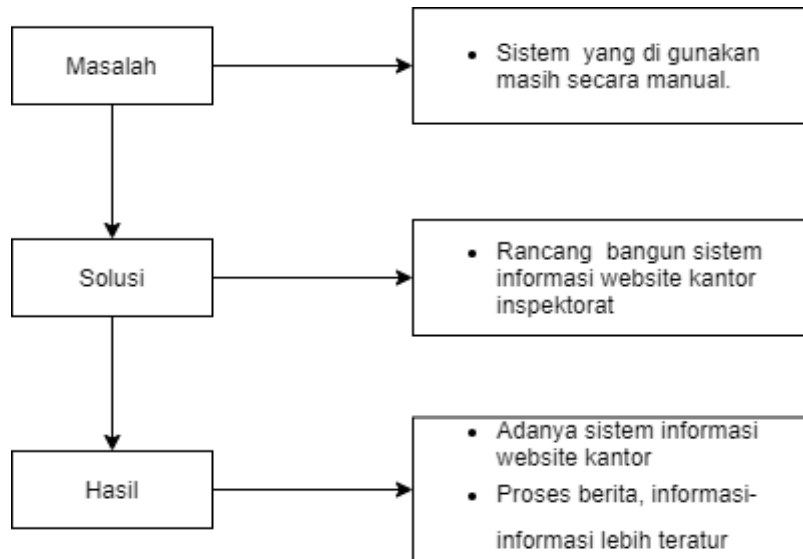 Masalah
• Sistem yang di gunakan
masih secara manual.
Solusi
• Rancang bangun sistem
informasi website kantor
inspektorat
Hasil
• Adanya sistem informasi
website kantor
• Proses berita, informasi-
informasi lebih teratur